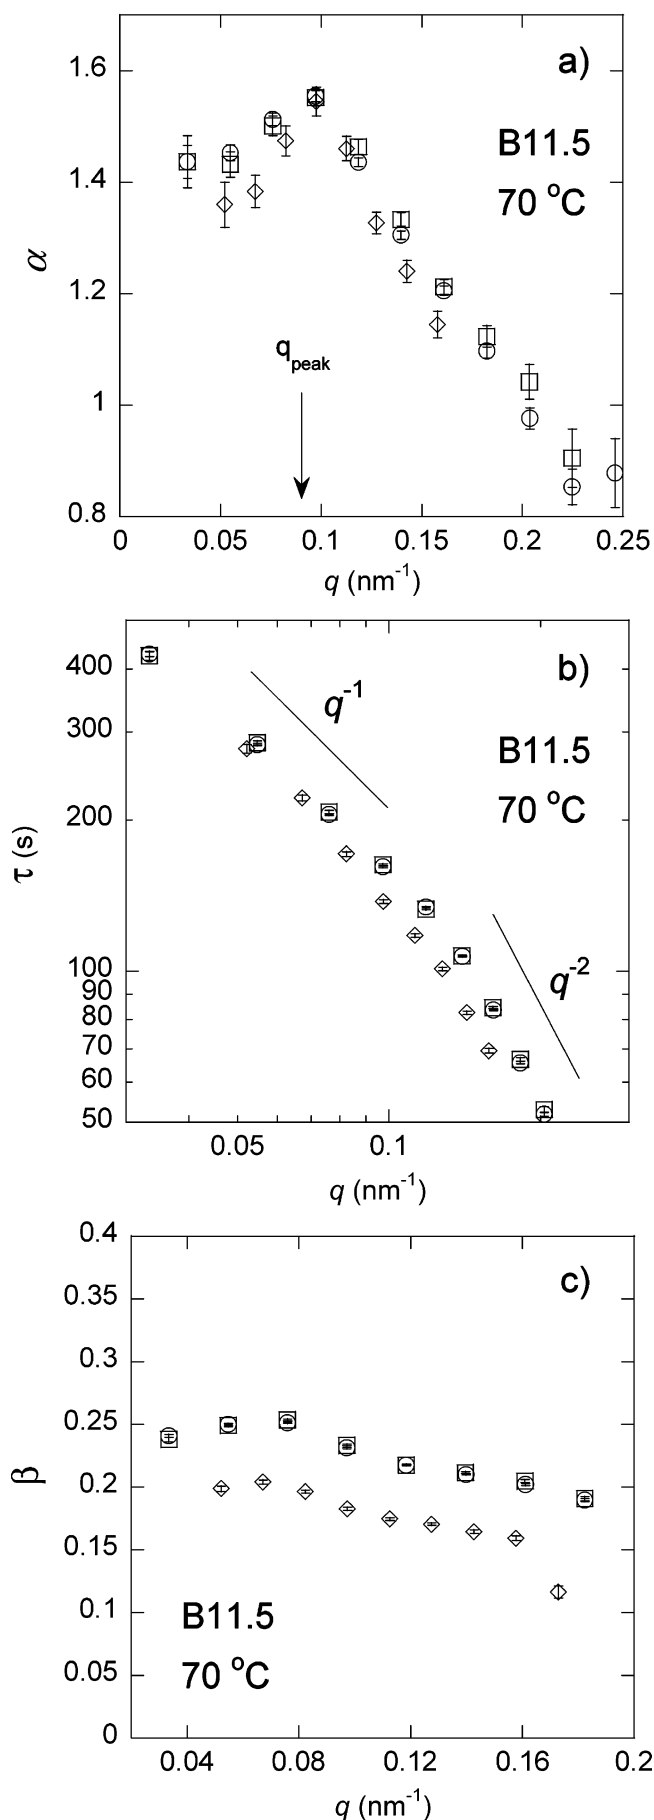 1.6
a)
B11.5
1.4
70 °C
α
1.2
q_peak
1
0.8
0 0.05 0.1 0.15 0.2 0.25
q (nm⁻¹)
400
b)
q⁻¹
300
B11.5
200
70 °C
τ (s)
100
q⁻²
90
80
70
60
50
0.05 0.1
q (nm⁻¹)
0.4
c)
0.35
0.3
0.25
β
0.2
0.15
0.1
B11.5
0.05
70 °C
0
0.04 0.08 0.12 0.16 0.2
q (nm⁻¹)